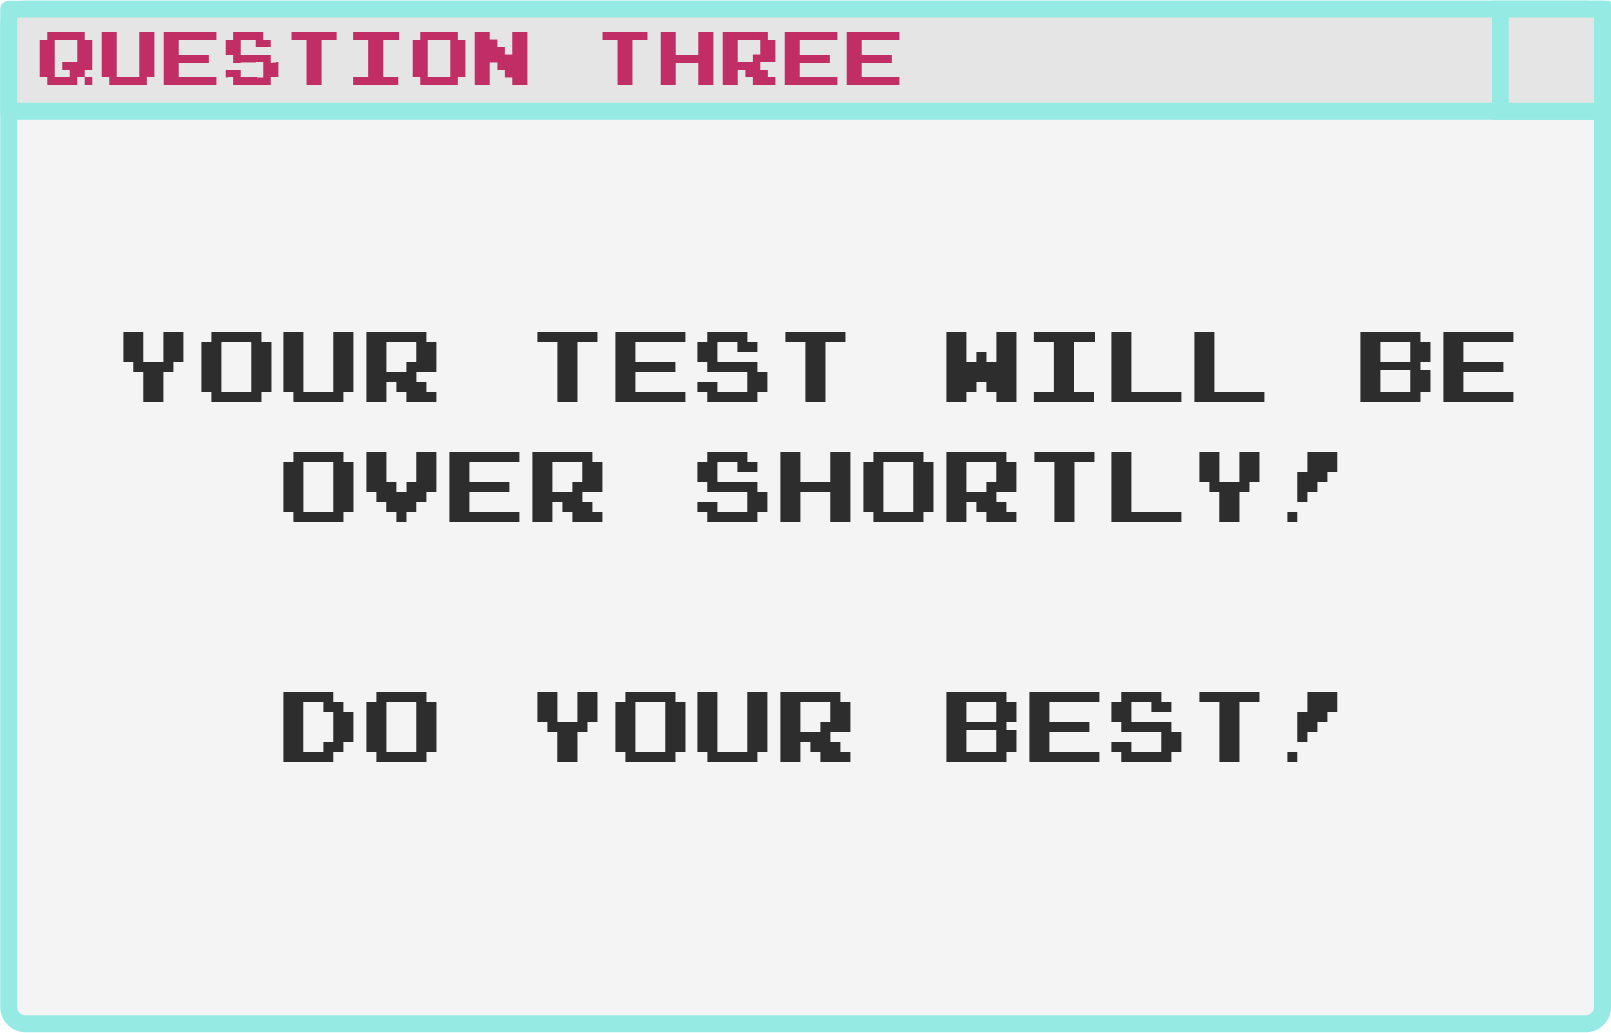 QUESTION THREE
YOUR TEST WILL BE
OVER SHORTLY!
DO YOUR BEST!